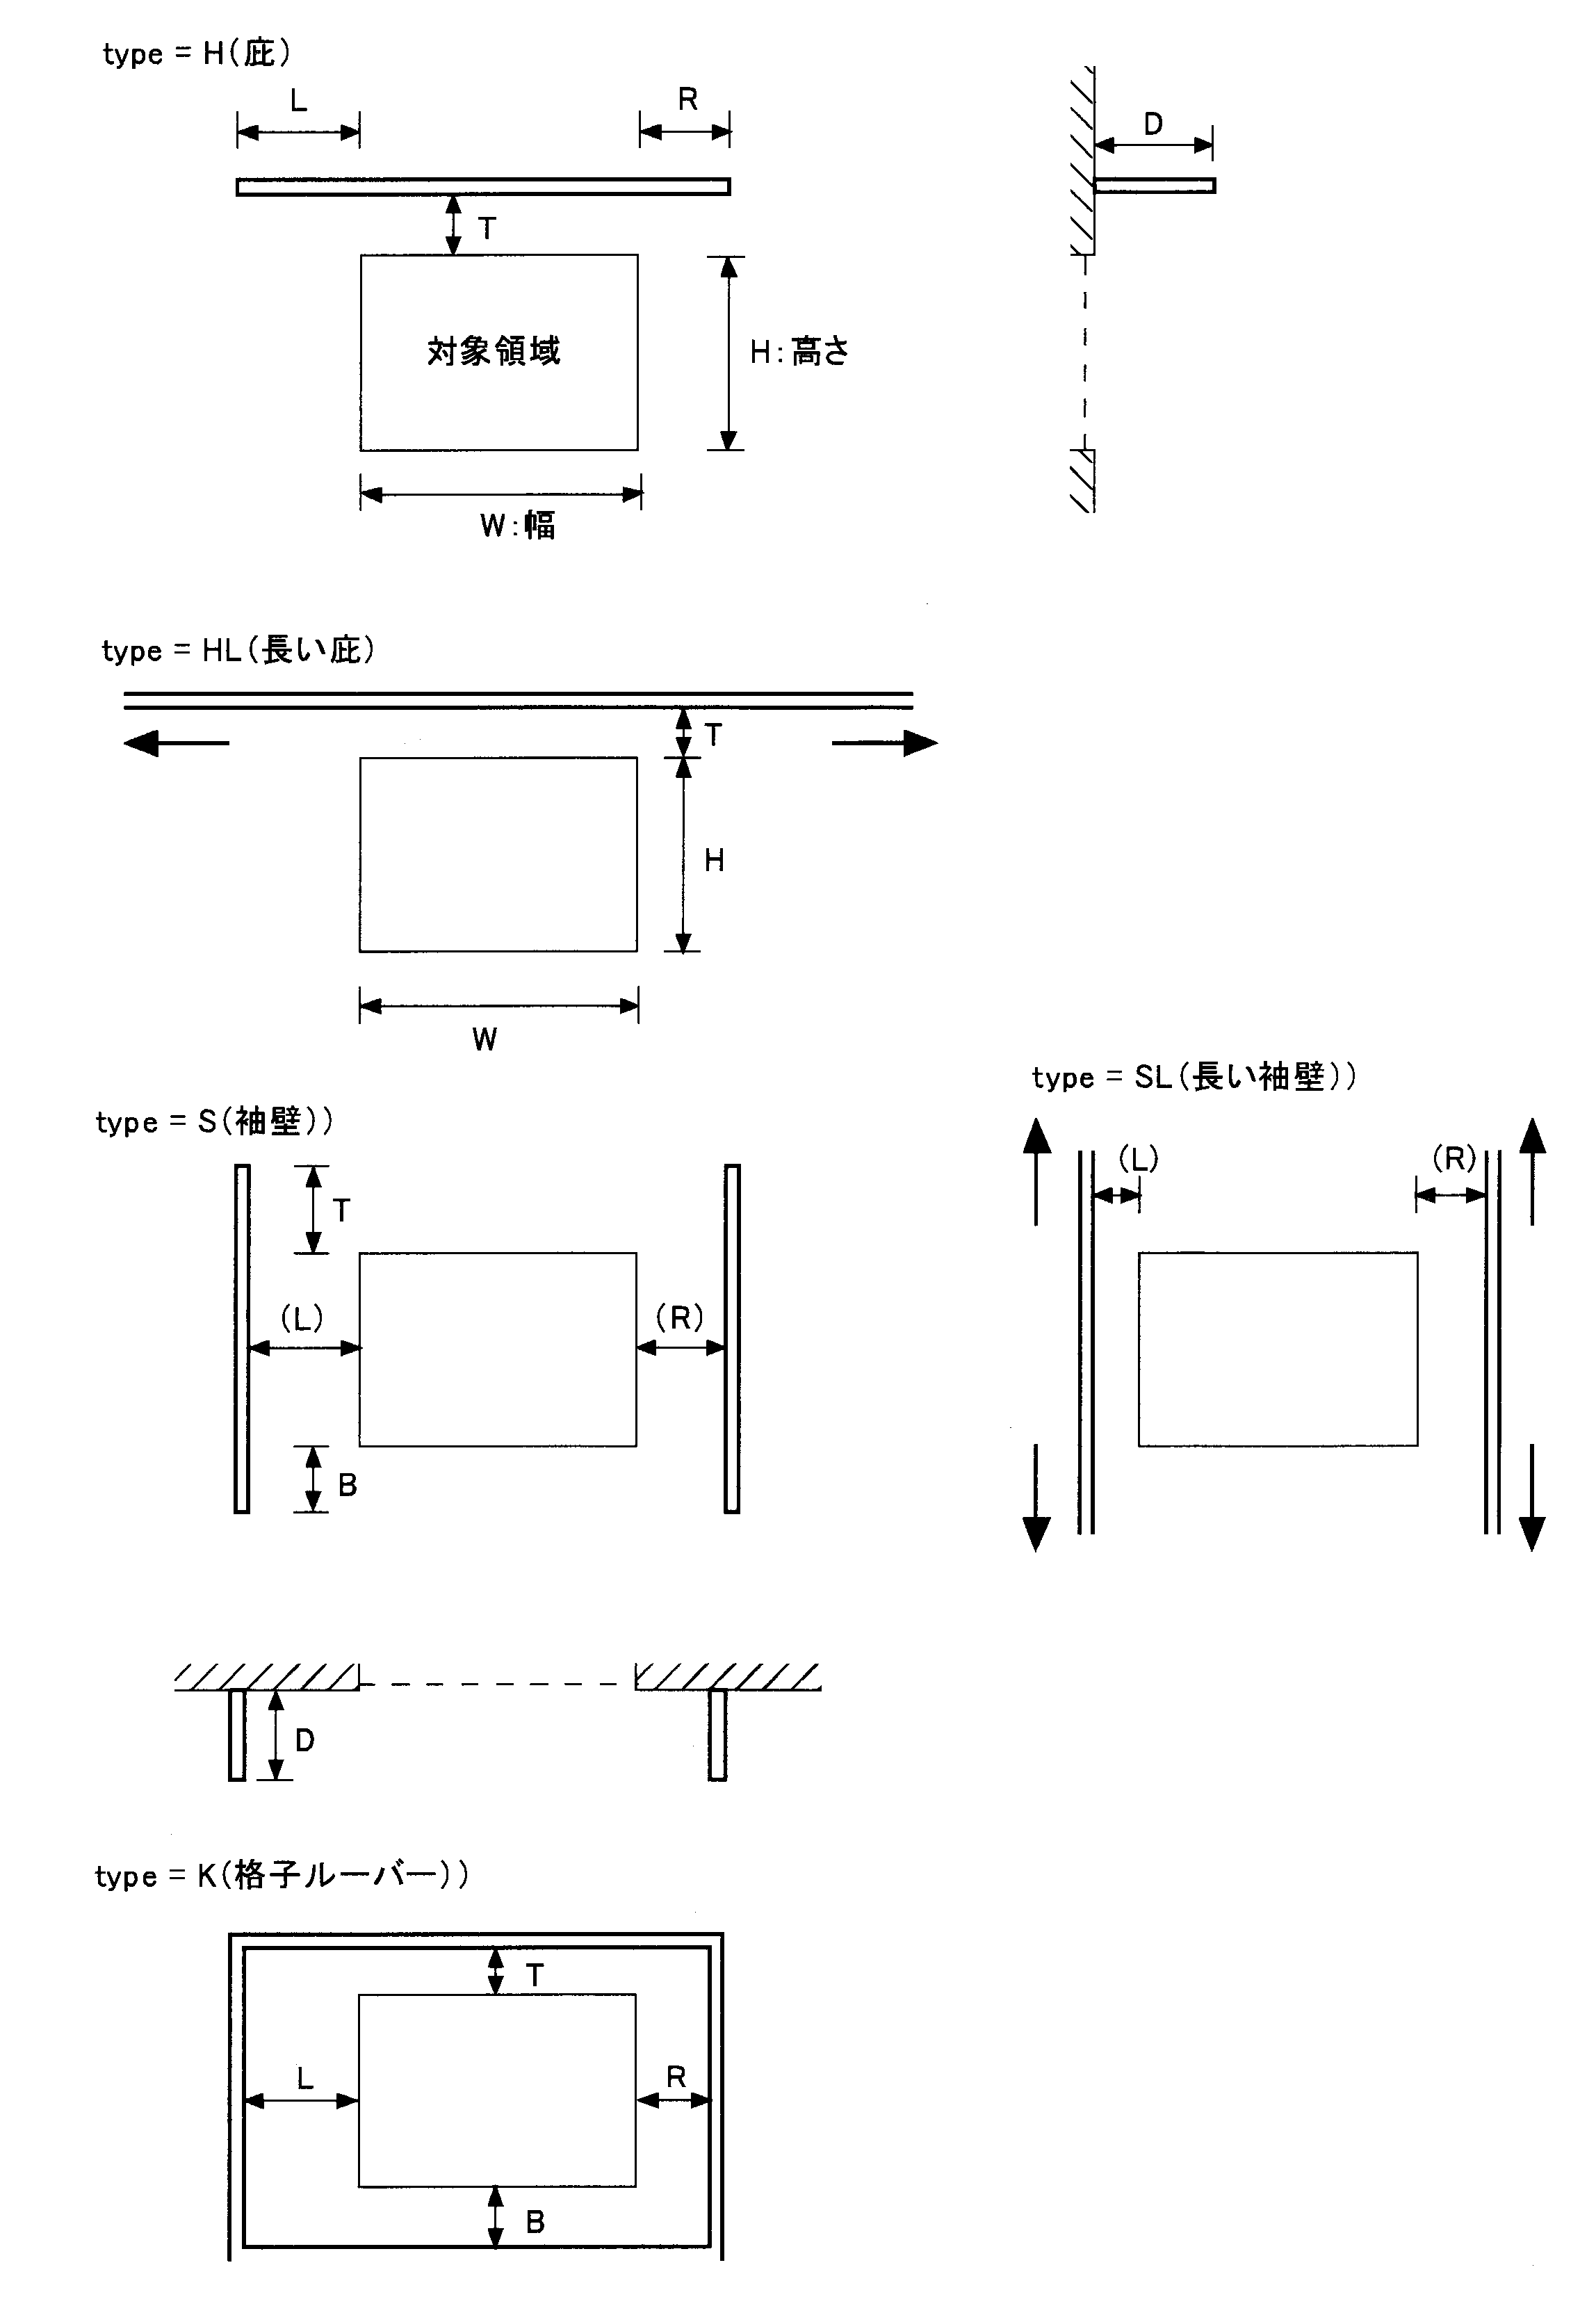 type = H(庇)
L
R
D
T
対象領域
H:高さ
W:幅
type = HL(長い庇)
T
H
W
type = SL(長い袖壁))
type = S(袖壁))
(L)
(R)
T
(L)
(R)
B
D
type = K(格子ルーバー))
T
L
R
B